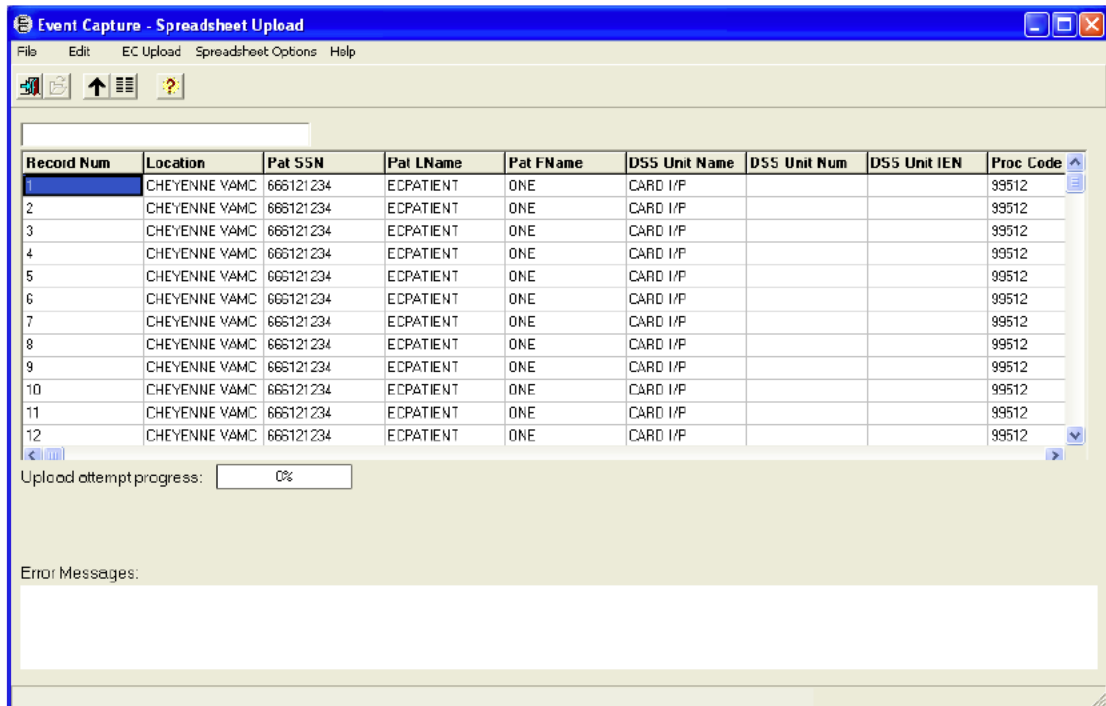 Event Capture - Spreadsheet Upload
File Edit EC Upload Spreadsheet Options Help
Record Num Location Pat SSN Pat LName Pat FName DSS Unit Name DSS Unit Num DSS Unit IEN Proc Code
1 CHEYENNE VAMC 666121234 ECPATIENT ONE CARD I/P 99512
2 CHEYENNE VAMC 666121234 ECPATIENT ONE CARD I/P 99512
3 CHEYENNE VAMC 666121234 ECPATIENT ONE CARD I/P 99512
4 CHEYENNE VAMC 666121234 ECPATIENT ONE CARD I/P 99512
5 CHEYENNE VAMC 666121234 ECPATIENT ONE CARD I/P 99512
6 CHEYENNE VAMC 666121234 ECPATIENT ONE CARD I/P 99512
7 CHEYENNE VAMC 666121234 ECPATIENT ONE CARD I/P 99512
8 CHEYENNE VAMC 666121234 ECPATIENT ONE CARD I/P 99512
9 CHEYENNE VAMC 666121234 ECPATIENT ONE CARD I/P 99512
10 CHEYENNE VAMC 666121234 ECPATIENT ONE CARD I/P 99512
11 CHEYENNE VAMC 666121234 ECPATIENT ONE CARD I/P 99512
12 CHEYENNE VAMC 666121234 ECPATIENT ONE CARD I/P 99512
Upload attempt progress: 0%
Error Messages: